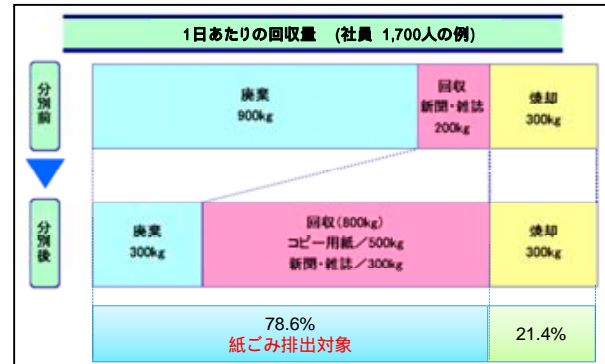 1日あたりの回収量 (社員 1,700人の例)
分別前
廃棄
900kg
回収
新聞・雑誌
200kg
焼却
300kg
分別後
廃棄
300kg
回収(800kg)
コピー用紙/500kg
新聞・雑誌/300kg
焼却
300kg
78.6%
紙ごみ排出対象
21.4%